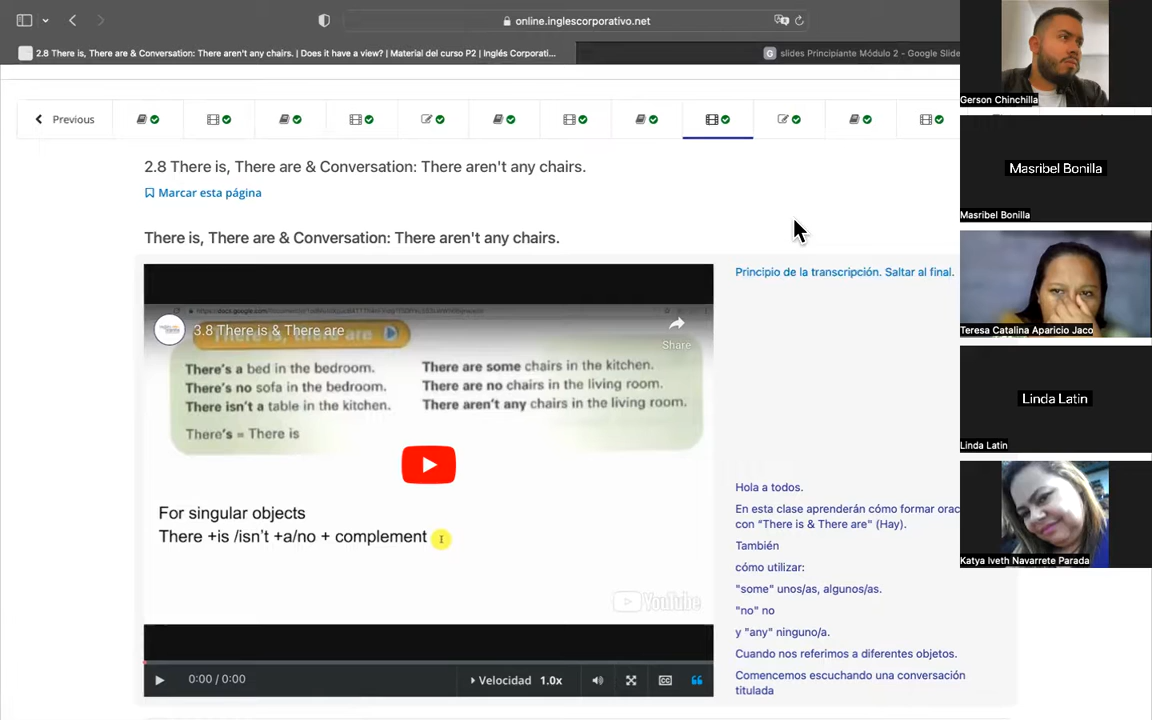 online.inglescorporativo.net
2.8 There is, There are & Conversation: There aren't any chairs. | Does it have a view? | Material del curso P2 | Inglés Corporati...
slides Principiante Módulo 2 - Google Slide
Previous
2.8 There is, There are & Conversation: There aren't any chairs.
Marcar esta página
There is, There are & Conversation: There aren't any chairs.
3.8 There is & There are
Share
There is, there are
There's a bed in the bedroom.
There's no sofa in the bedroom.
There isn't a table in the kitchen.
There's = There is
There are some chairs in the kitchen.
There are no chairs in the living room.
There aren't any chairs in the living room.
For singular objects
There +is /isn't +a/no + complement
YouTube
0:00 / 0:00
Velocidad 1.0x
Principio de la transcripción. Saltar al final.
Hola a todos.
En esta clase aprenderán cómo formar orac
con "There is & There are" (Hay).
También
cómo utilizar:
"some" unos/as, algunos/as.
"no" no
y "any" ninguno/a.
Cuando nos referimos a diferentes objetos.
Comencemos escuchando una conversación
titulada
Gerson Chinchilla
Masribel Bonilla
Masribel Bonilla
Teresa Catalina Aparicio Jaco
Linda Latin
Linda Latin
Katya Iveth Navarrete Parada